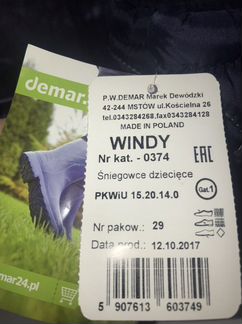 demar.
P.W.DEMAR Marek Dewódzki
42-244 MSTÓW ul.Kościelna 26
tel.0343284268,fax0343284128
MADE IN POLAND
WINDY
Nr kat. - 0374
EAC
Śniegowce dziecięce
PKWiU 15.20.14.0
Gat.1
Nr pakow.: 29
Data prod.: 12.10.2017
mar24.pl
5 907613 603749